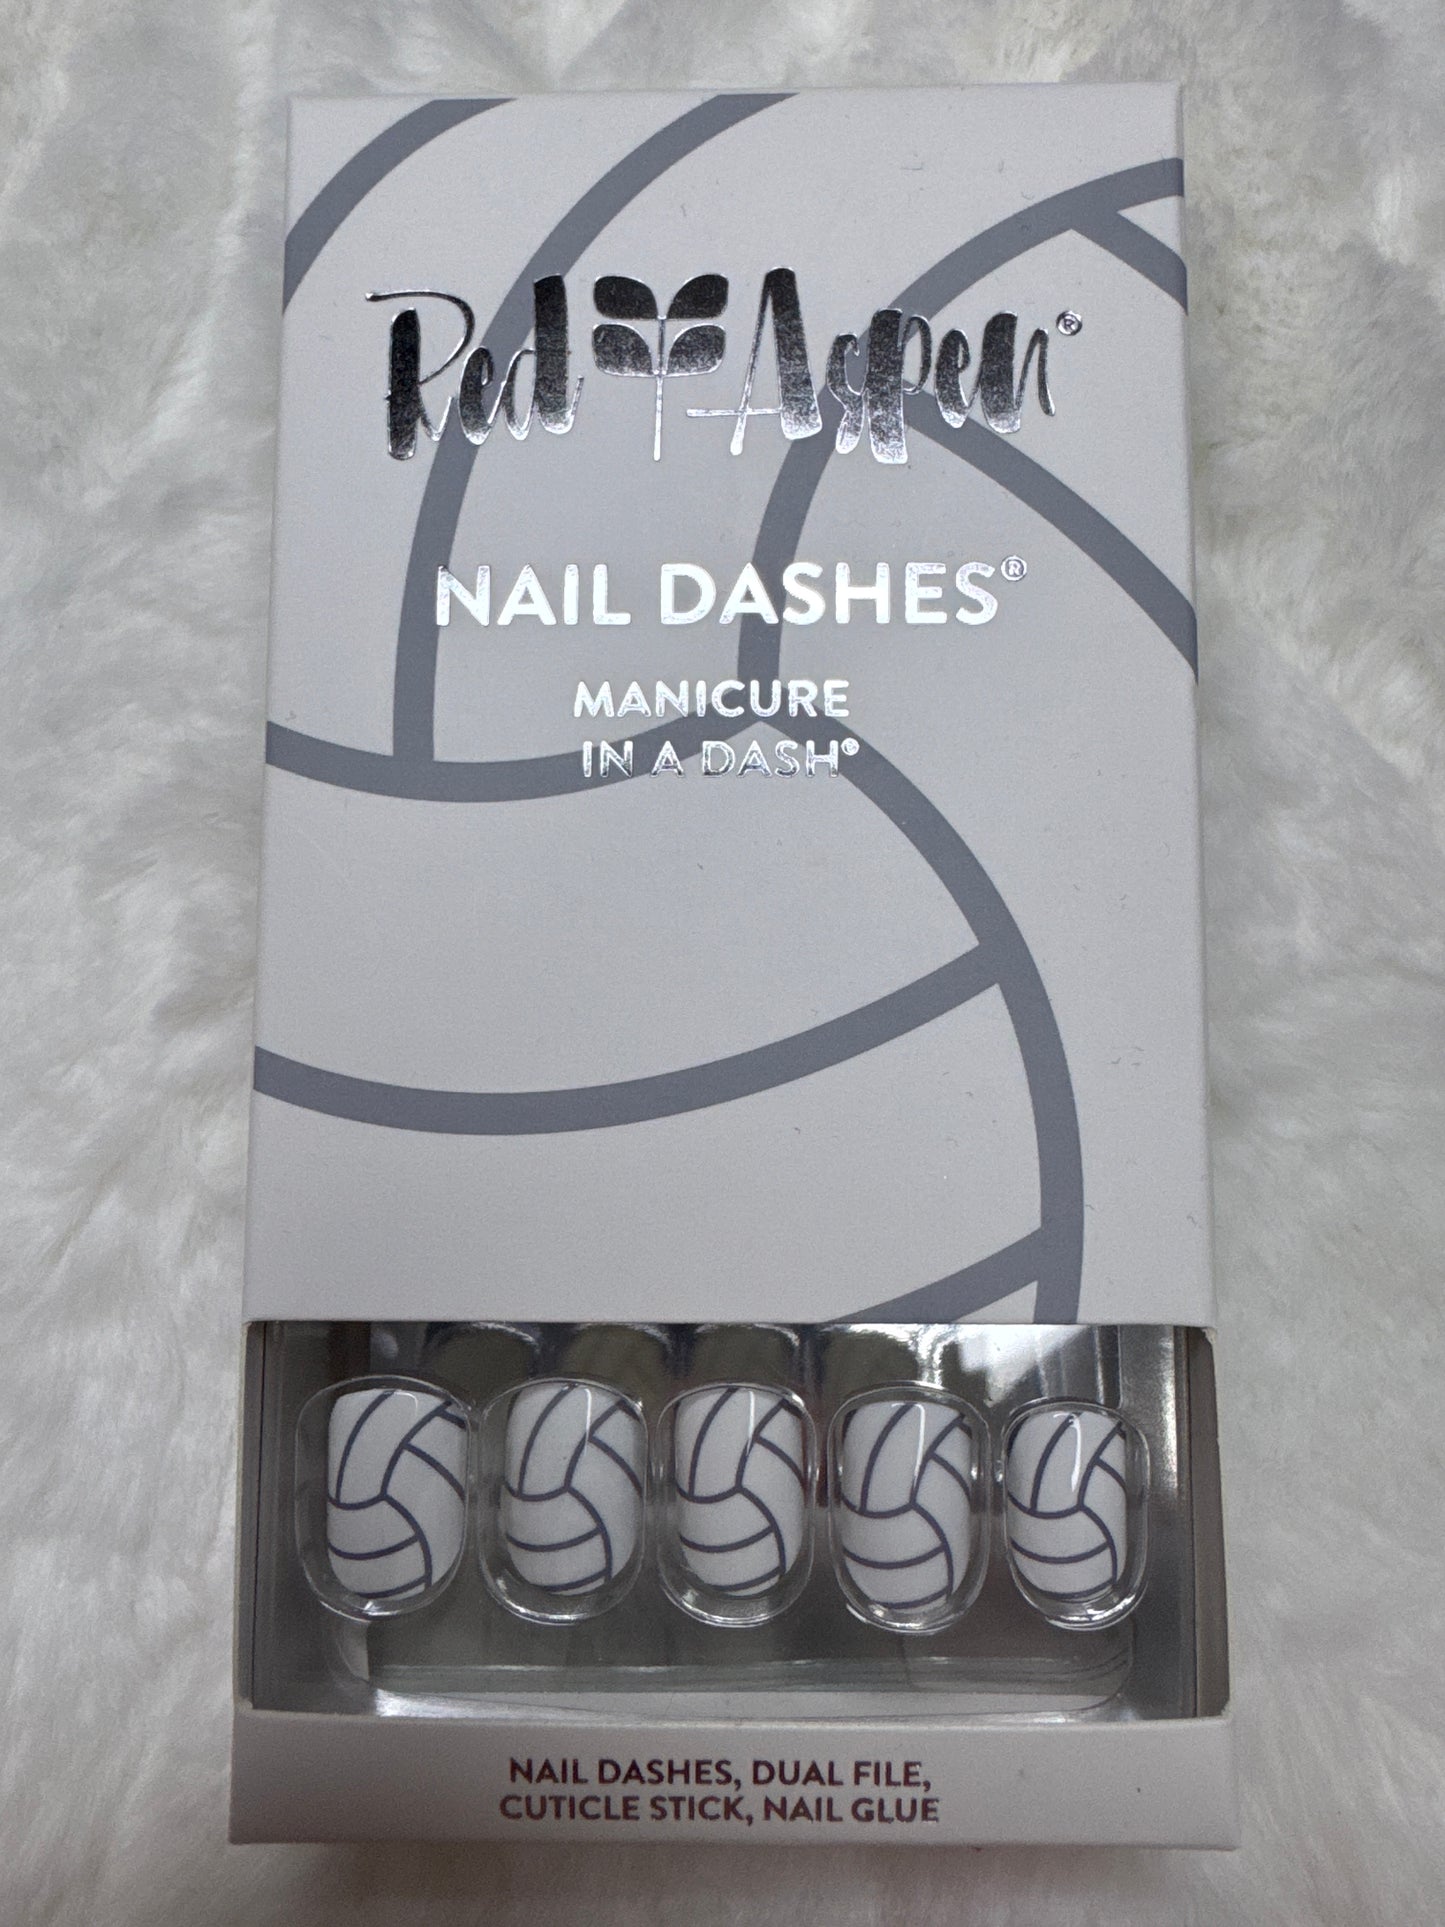 Red Aspen®
NAIL DASHES®
MANICURE
IN A DASH®
NAIL DASHES, DUAL FILE,
CUTICLE STICK, NAIL GLUE